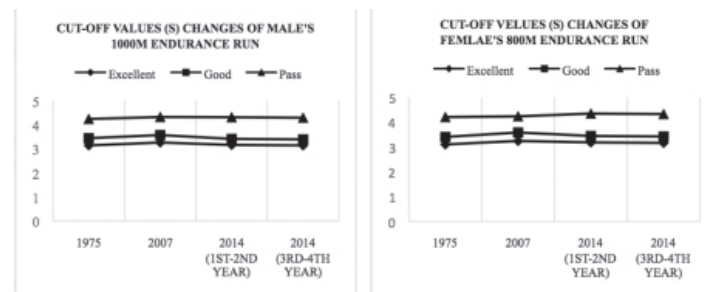 CUT-OFF VALUES (S) CHANGES OF MALE'S
1000M ENDURANCE RUN
Excellent Good Pass
5
4
3
2
1
0
1975 2007 2014 2014
(1ST-2ND (3RD-4TH
YEAR) YEAR)
CUT-OFF VELUES (S) CHANGES OF
FEMLAE'S 800M ENDURANCE RUN
Excellent Good Pass
5
4
3
2
1
0
1975 2007 2014 2014
(1ST-2ND (3RD-4TH
YEAR) YEAR)